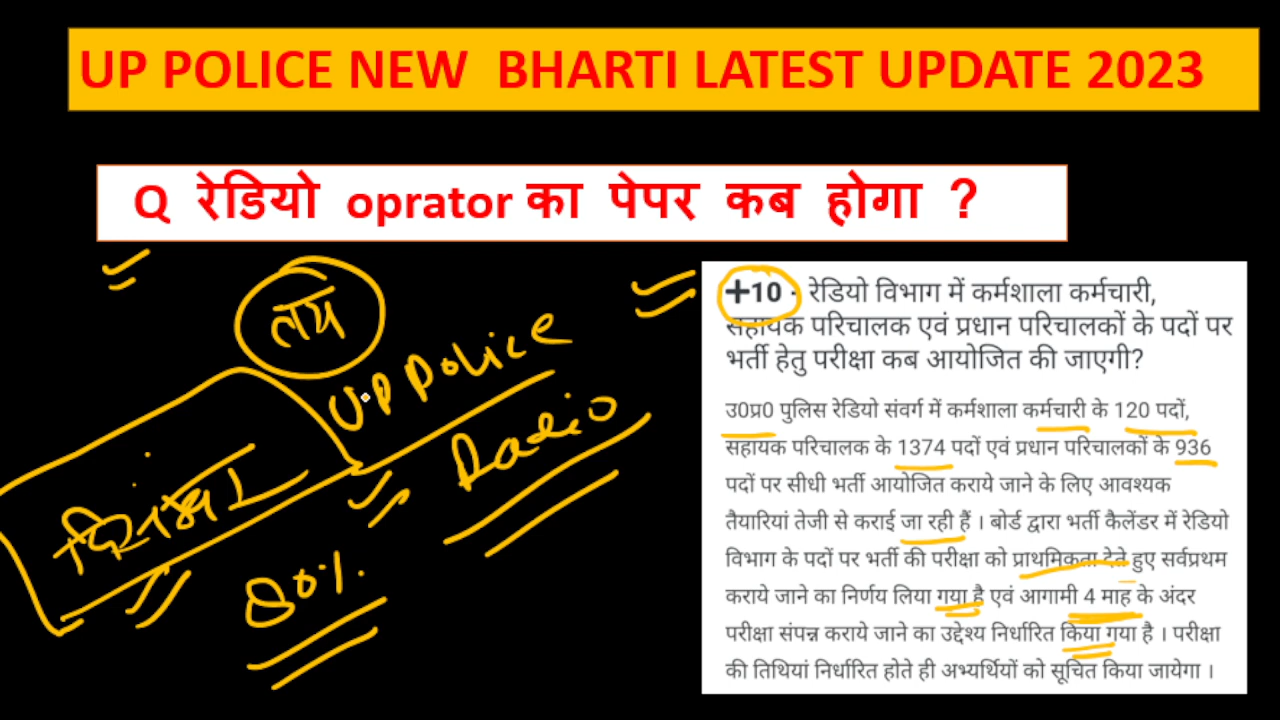 UP POLICE NEW BHARTI LATEST UPDATE 2023
Q रेडियो oprator का पेपर कब होगा ?
तय
UP Police
Radio
दिसम्बर
80%.
+10 - रेडियो विभाग में कर्मशाला कर्मचारी,
सहायक परिचालक एवं प्रधान परिचालकों के पदों पर
भर्ती हेतु परीक्षा कब आयोजित की जाएगी?
उ0प्र0 पुलिस रेडियो संवर्ग में कर्मशाला कर्मचारी के 120 पदों,
सहायक परिचालक के 1374 पदों एवं प्रधान परिचालकों के 936
पदों पर सीधी भर्ती आयोजित कराये जाने के लिए आवश्यक
तैयारियां तेजी से कराई जा रही हैं । बोर्ड द्वारा भर्ती कैलेंडर में रेडियो
विभाग के पदों पर भर्ती की परीक्षा को प्राथमिकता देते हुए सर्वप्रथम
कराये जाने का निर्णय लिया गया है एवं आगामी 4 माह के अंदर
परीक्षा संपन्न कराये जाने का उद्देश्य निर्धारित किया गया है । परीक्षा
की तिथियां निर्धारित होते ही अभ्यर्थियों को सूचित किया जायेगा ।